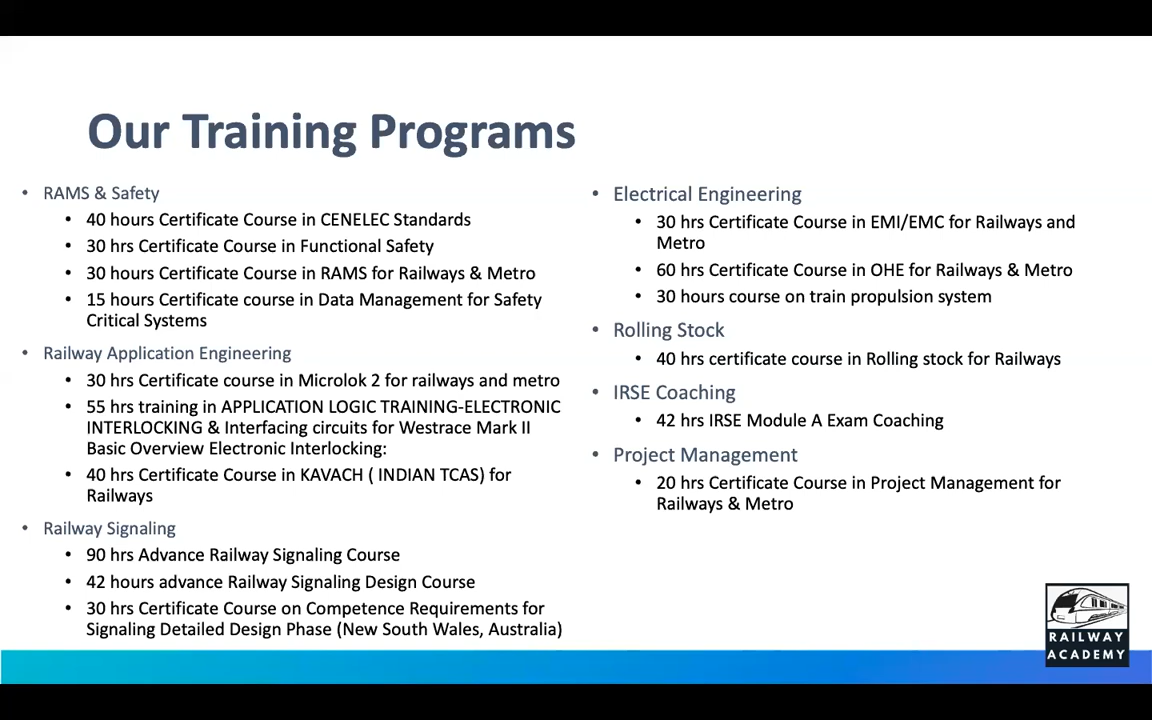 Our Training Programs
• RAMS & Safety
• 40 hours Certificate Course in CENELEC Standards
• 30 hrs Certificate Course in Functional Safety
• 30 hours Certificate Course in RAMS for Railways & Metro
• 15 hours Certificate course in Data Management for Safety
Critical Systems
• Railway Application Engineering
• 30 hrs Certificate course in Microlok 2 for railways and metro
• 55 hrs training in APPLICATION LOGIC TRAINING-ELECTRONIC
INTERLOCKING & Interfacing circuits for Westrace Mark II
Basic Overview Electronic Interlocking:
• 40 hrs Certificate Course in KAVACH ( INDIAN TCAS) for
Railways
• Railway Signaling
• 90 hrs Advance Railway Signaling Course
• 42 hours advance Railway Signaling Design Course
• 30 hrs Certificate Course on Competence Requirements for
Signaling Detailed Design Phase (New South Wales, Australia)
• Electrical Engineering
• 30 hrs Certificate Course in EMI/EMC for Railways and
Metro
• 60 hrs Certificate Course in OHE for Railways & Metro
• 30 hours course on train propulsion system
• Rolling Stock
• 40 hrs certificate course in Rolling stock for Railways
• IRSE Coaching
• 42 hrs IRSE Module A Exam Coaching
• Project Management
• 20 hrs Certificate Course in Project Management for
Railways & Metro
RAILWAY
ACADEMY